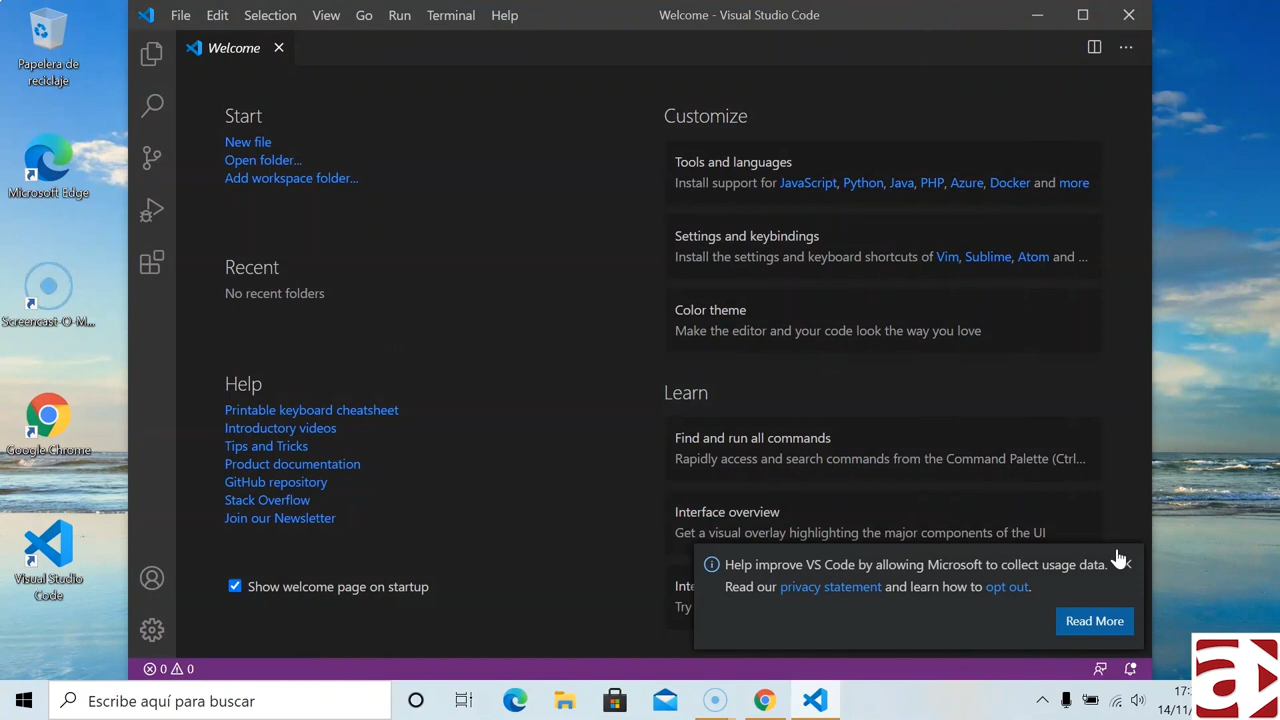 Papelera de
reciclaje
Microsoft Edge
Screencast-O-M...
Google Chrome
Visual Studio
Code
File Edit Selection View Go Run Terminal Help
Welcome - Visual Studio Code
Welcome
Start
New file
Open folder...
Add workspace folder...
Recent
No recent folders
Help
Printable keyboard cheatsheet
Introductory videos
Tips and Tricks
Product documentation
GitHub repository
Stack Overflow
Join our Newsletter
Show welcome page on startup
Customize
Tools and languages
Install support for JavaScript, Python, Java, PHP, Azure, Docker and more
Settings and keybindings
Install the settings and keyboard shortcuts of Vim, Sublime, Atom and ...
Color theme
Make the editor and your code look the way you love
Learn
Find and run all commands
Rapidly access and search commands from the Command Palette (Ctrl...
Interface overview
Get a visual overlay highlighting the major components of the UI
Inte
Try
Help improve VS Code by allowing Microsoft to collect usage data.
Read our privacy statement and learn how to opt out.
Read More
0 0
Escribe aquí para buscar
17:
14/11/